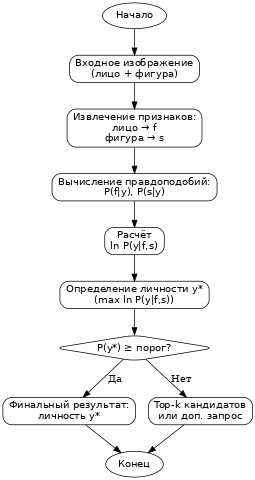 Начало
Входное изображение
(лицо + фигура)
Извлечение признаков:
лицо → f
фигура → s
Вычисление правдоподобий:
P(f|y), P(s|y)
Расчёт
ln P(y|f,s)
Определение личности y*
(max ln P(y|f,s))
P(y*) ≥ порог?
Да
Нет
Финальный результат:
личность y*
Top-k кандидатов
или доп. запрос
Конец